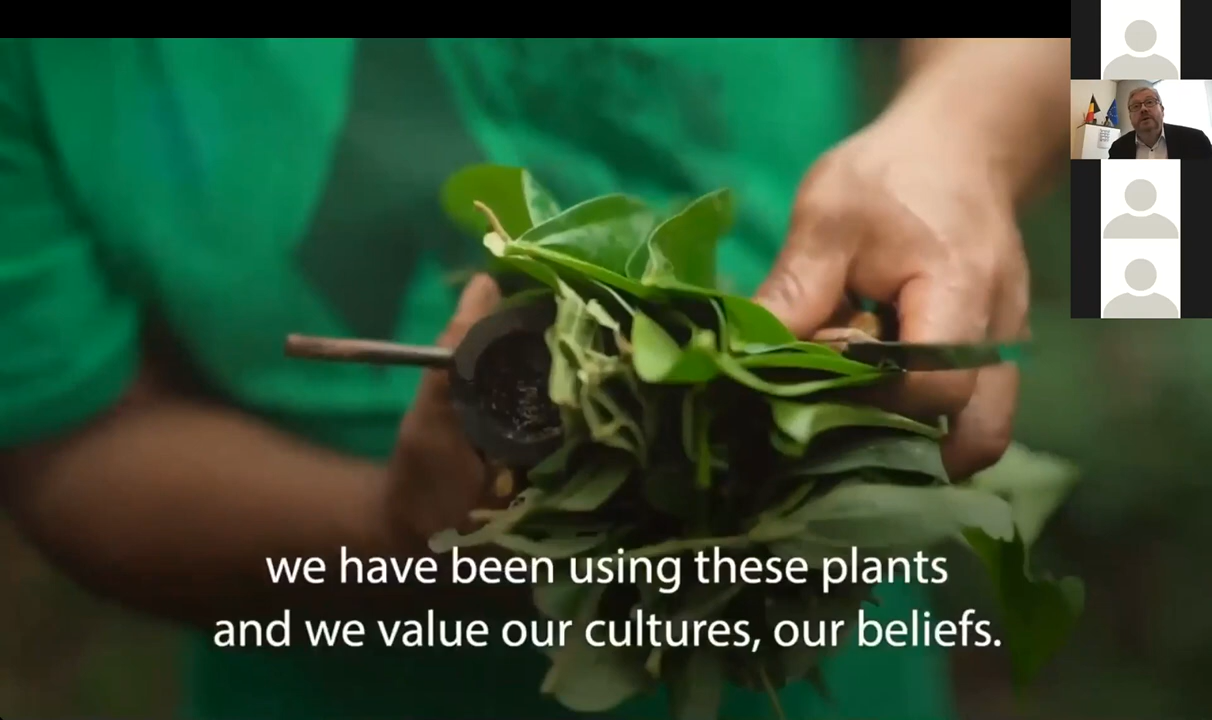 we have been using these plants
and we value our cultures, our beliefs.